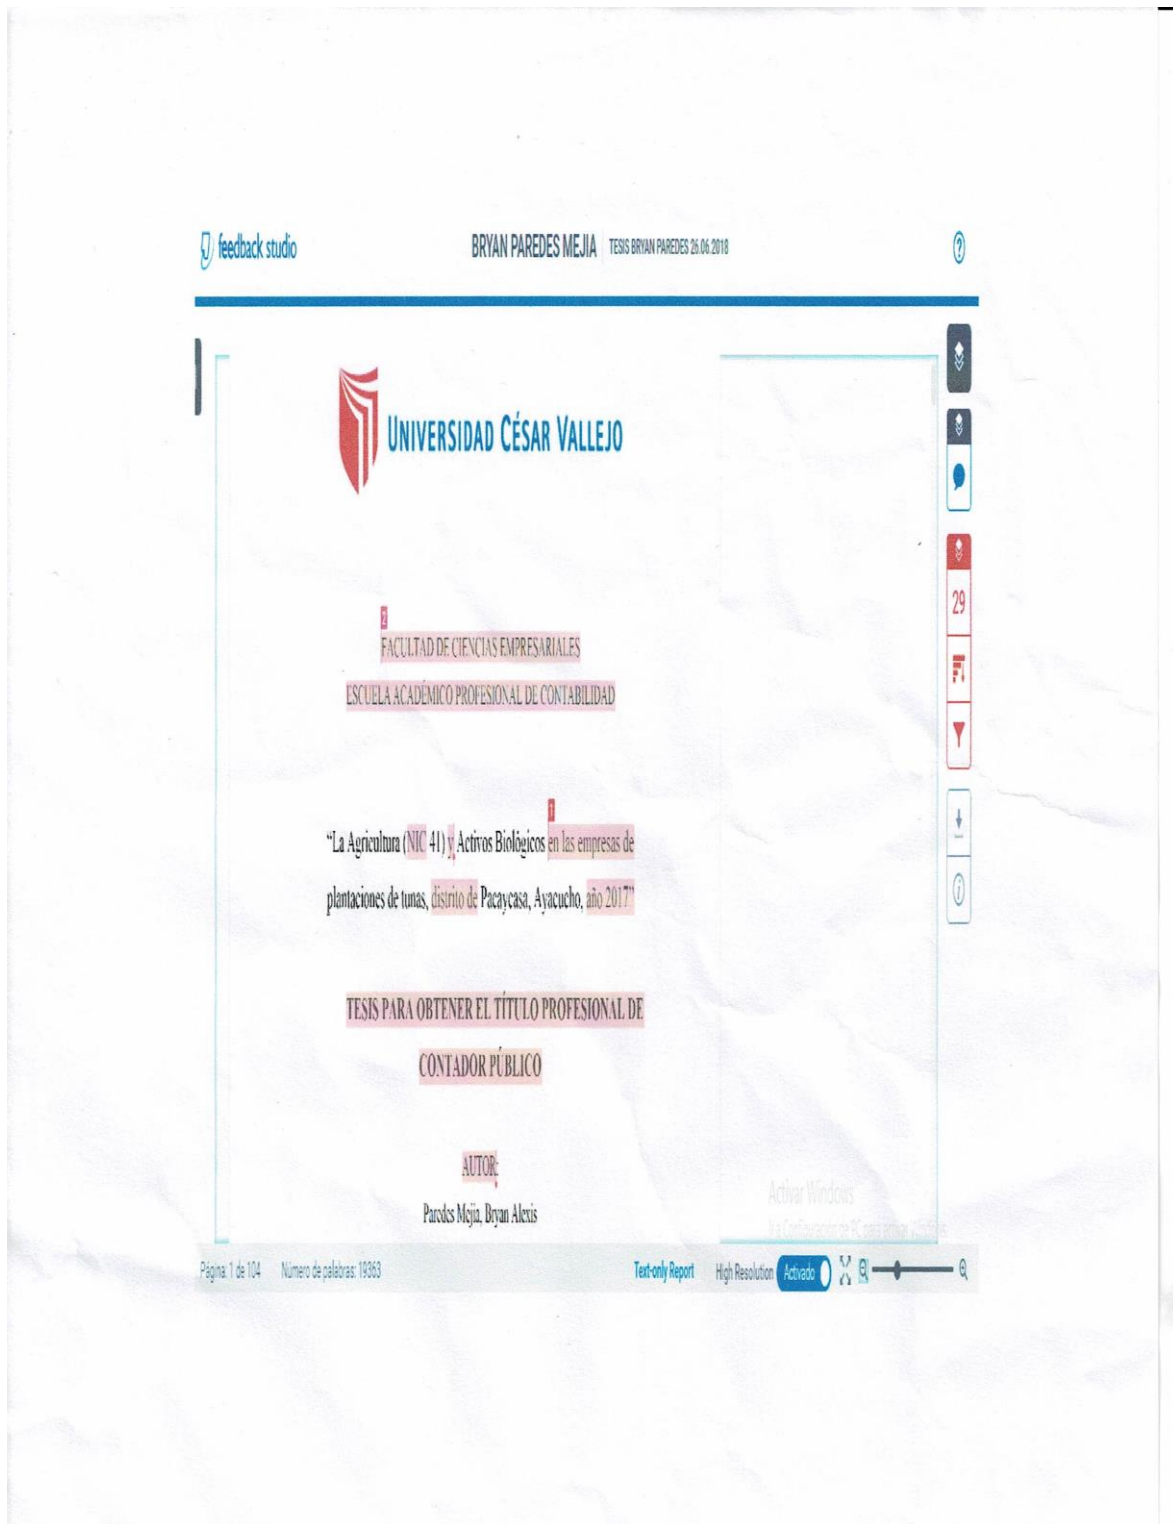 feedback studio
BRYAN PAREDES MEJIA TESIS BRYAN PAREDES 26.06.2018
?
UNIVERSIDAD CÉSAR VALLEJO
2
FACULTAD DE CIENCIAS EMPRESARIALES
ESCUELA ACADÉMICO PROFESIONAL DE CONTABILIDAD
29
1
“La Agricultura (NIC 41) y Activos Biológicos en las empresas de
plantaciones de tunas, distrito de Pacaycasa, Ayacucho, año 2017”
TESIS PARA OBTENER EL TÍTULO PROFESIONAL DE
CONTADOR PÚBLICO
AUTOR:
Paredes Mejia, Bryan Alexis
Activar Windows
Página: 1 de 104 Número de palabras: 19363 Text-only Report High Resolution Activado